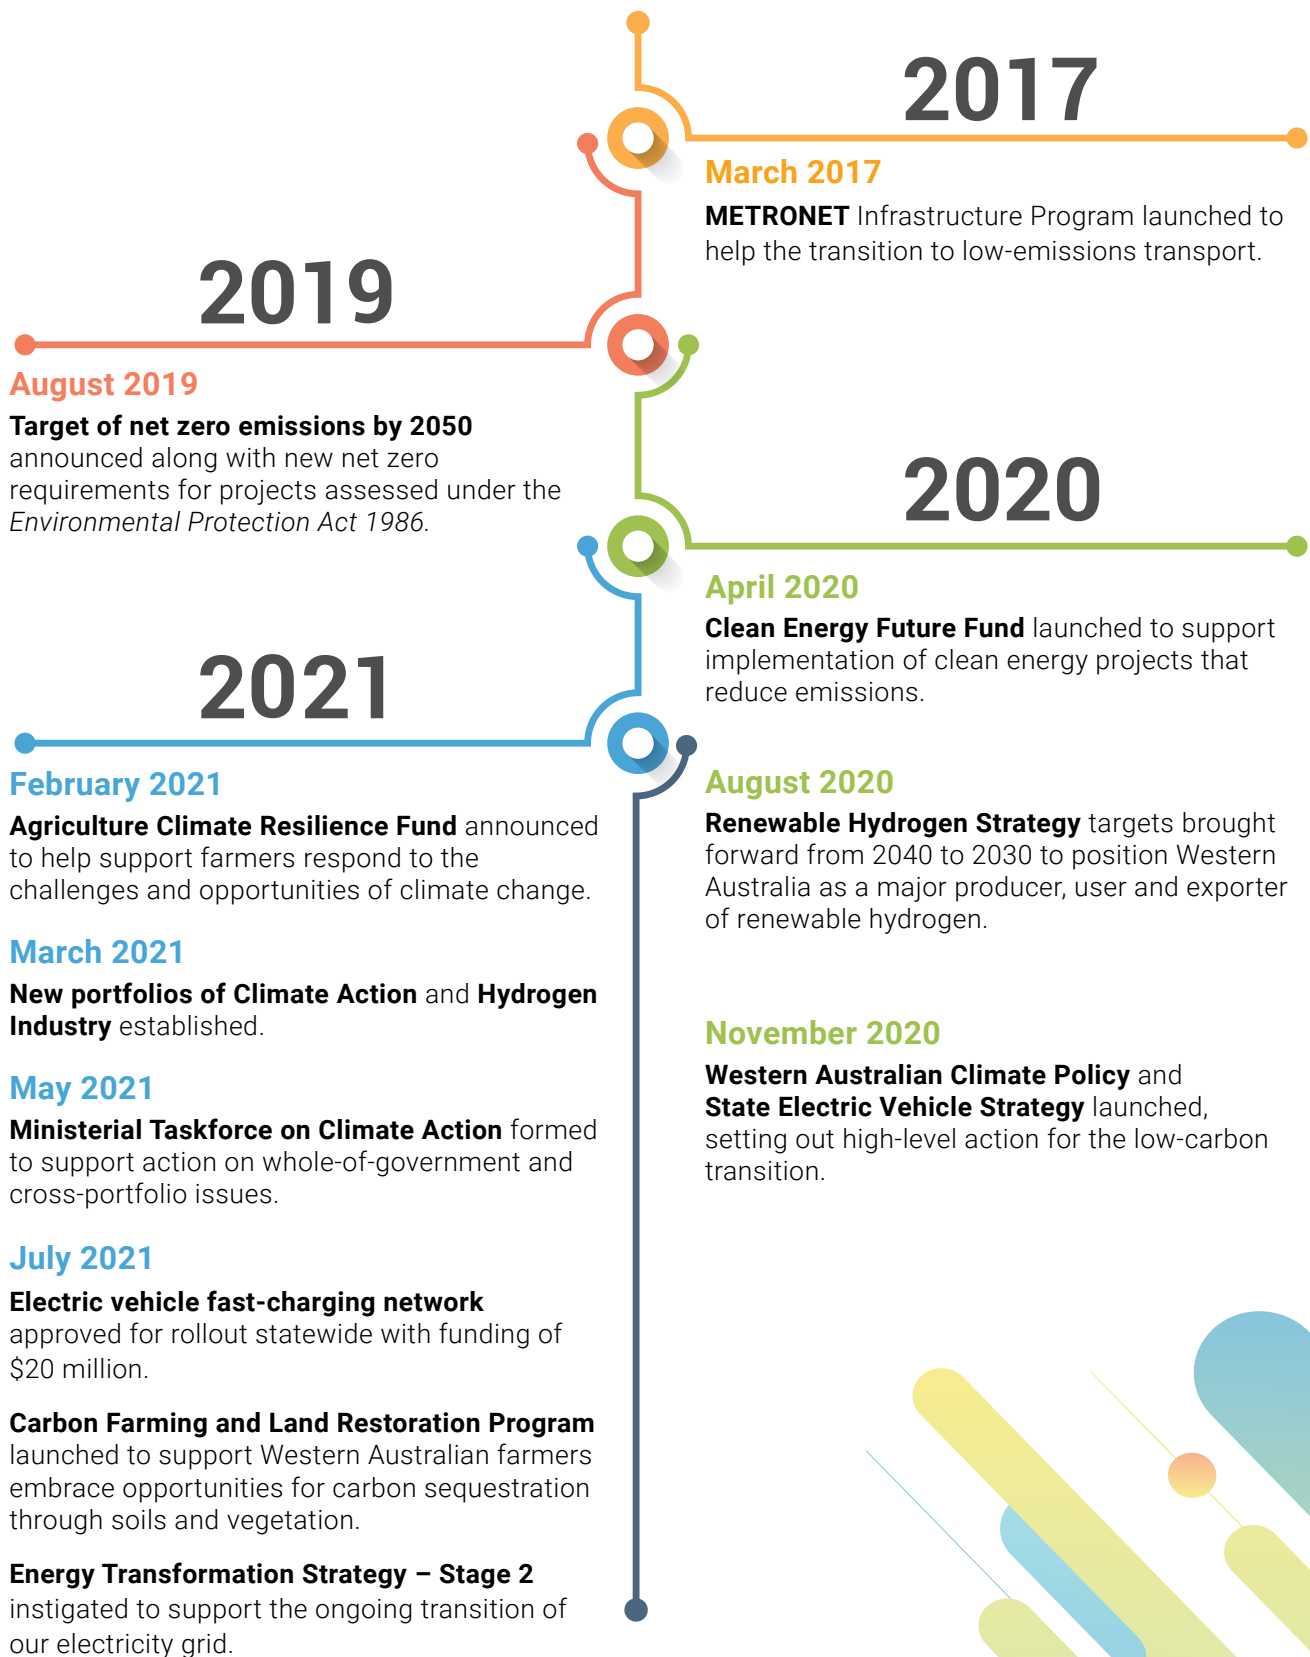 2017
March 2017
METRONET Infrastructure Program launched to
help the transition to low-emissions transport.
2019
August 2019
Target of net zero emissions by 2050
announced along with new net zero
requirements for projects assessed under the
Environmental Protection Act 1986.
2020
April 2020
Clean Energy Future Fund launched to support
implementation of clean energy projects that
reduce emissions.
August 2020
Renewable Hydrogen Strategy targets brought
forward from 2040 to 2030 to position Western
Australia as a major producer, user and exporter
of renewable hydrogen.
November 2020
Western Australian Climate Policy and
State Electric Vehicle Strategy launched,
setting out high-level action for the low-carbon
transition.
2021
February 2021
Agriculture Climate Resilience Fund announced
to help support farmers respond to the
challenges and opportunities of climate change.
March 2021
New portfolios of Climate Action and Hydrogen
Industry established.
May 2021
Ministerial Taskforce on Climate Action formed
to support action on whole-of-government and
cross-portfolio issues.
July 2021
Electric vehicle fast-charging network
approved for rollout statewide with funding of
$20 million.
Carbon Farming and Land Restoration Program
launched to support Western Australian farmers
embrace opportunities for carbon sequestration
through soils and vegetation.
Energy Transformation Strategy – Stage 2
instigated to support the ongoing transition of
our electricity grid.